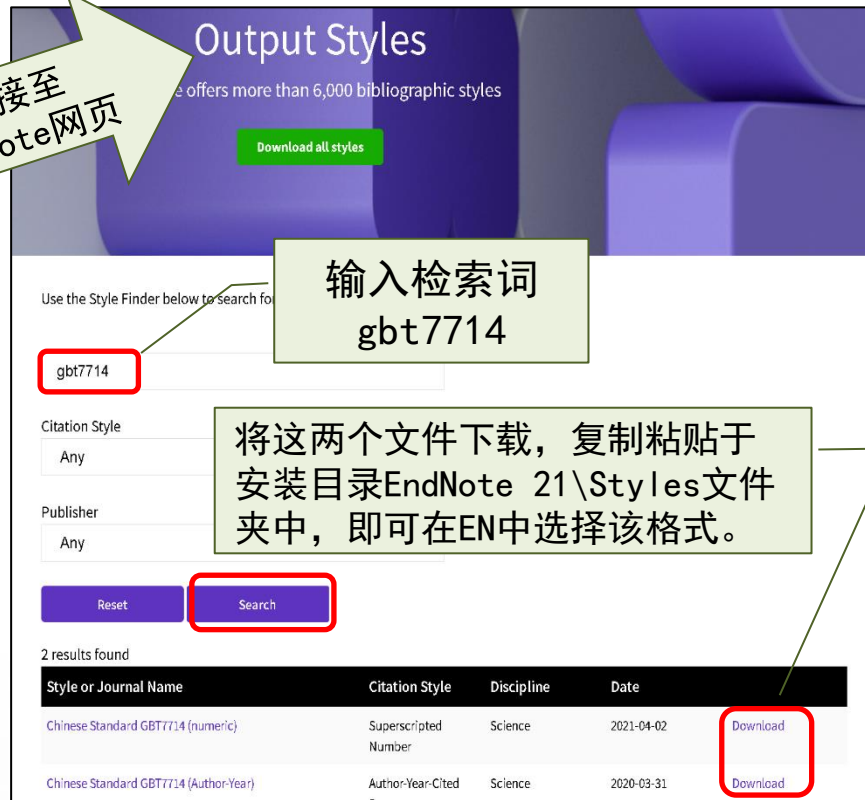 Output Styles
接至
ote网页
e offers more than 6,000 bibliographic styles
Download all styles
输入检索词
gbt7714
Use the Style Finder below to search fo
gbt7714
Citation Style
Any
将这两个文件下载，复制粘贴于
安装目录EndNote 21\Styles文件
夹中，即可在EN中选择该格式。
Publisher
Any
Reset Search
2 results found
Style or Journal Name Citation Style Discipline Date
Chinese Standard GBT7714 (numeric) Superscripted Science 2021-04-02 Download
Number
Chinese Standard GBT7714 (Author-Year) Author-Year-Cited Science 2020-03-31 Download